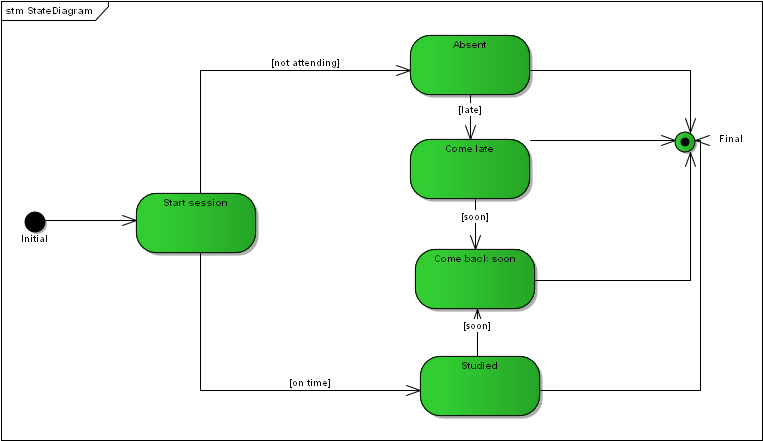 stm StateDiagram
Absent
[not attending]
[late]
Come late
Final
Start session
[soon]
Initial
Come back soon
[soon]
Studied
[on time]